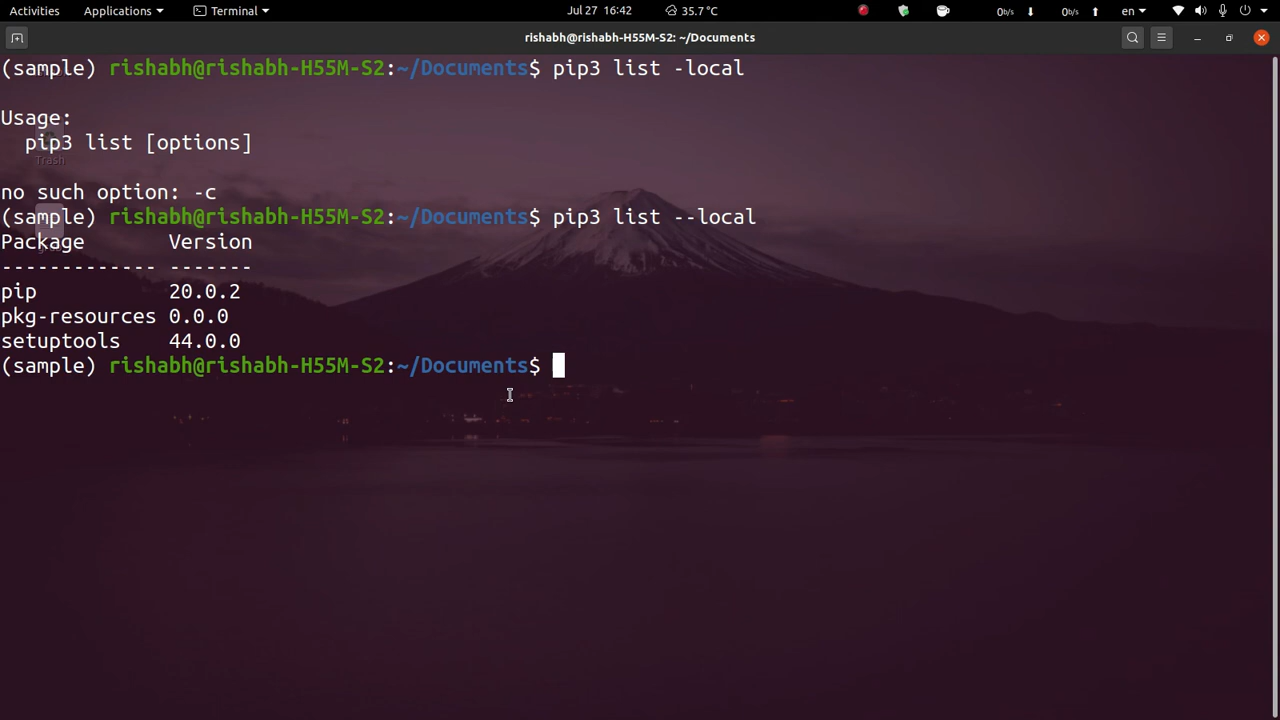 Activities Applications Terminal Jul 27 16:42 35.7°C 0b/s 0b/s en
rishabh@rishabh-H55M-S2: ~/Documents
(sample) rishabh@rishabh-H55M-S2:~/Documents$ pip3 list -local
Usage:
pip3 list [options]
Trash
no such option: -c
(sample) rishabh@rishabh-H55M-S2:~/Documents$ pip3 list --local
Package Version
------------- -------
pip 20.0.2
pkg-resources 0.0.0
setuptools 44.0.0
(sample) rishabh@rishabh-H55M-S2:~/Documents$